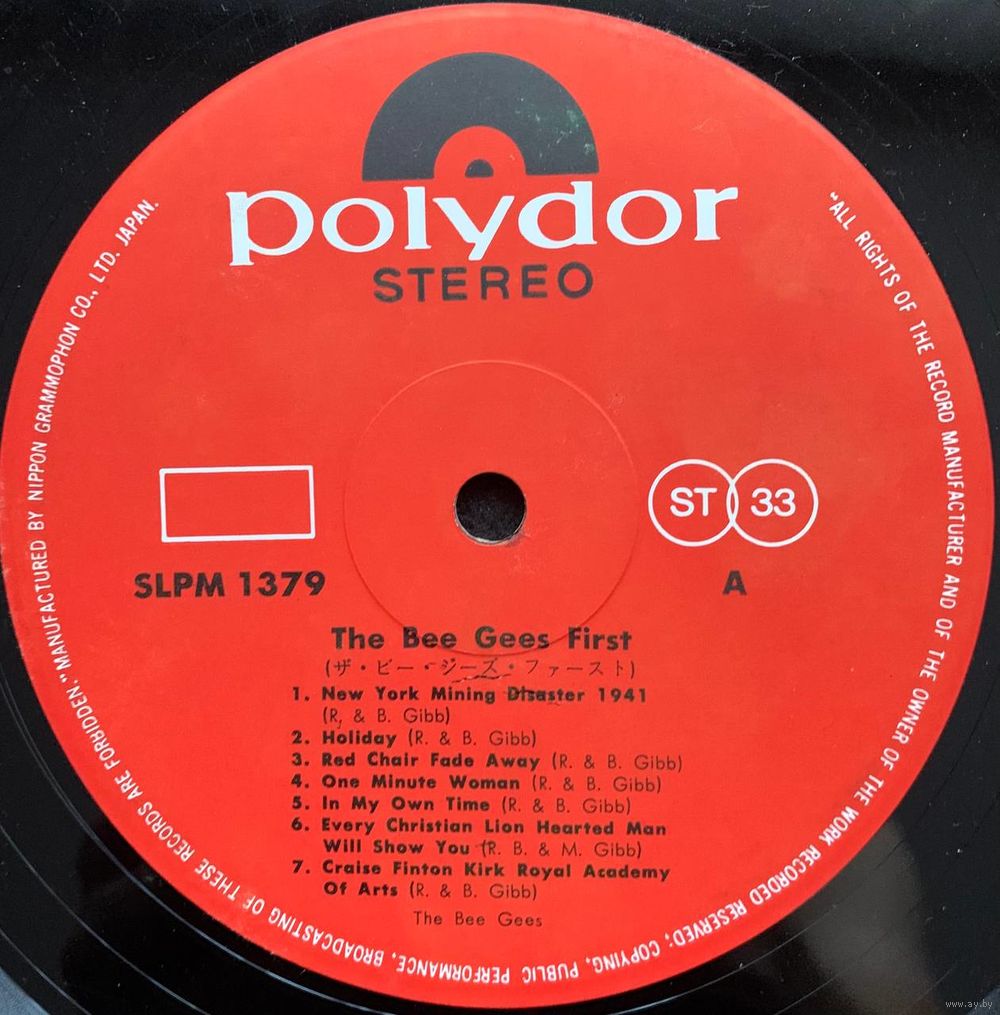 polydor
STEREO
"ALL RIGHTS OF THE RECORD MANUFACTURER AND OF THE OWNER OF THE WORK RECORDED RESERVED; COPYING, PUBLIC PERFORMANCE, BROADCASTING OF THESE RECORDS ARE FORBIDDEN." MANUFACTURED BY NIPPON GRAMMOPHON CO., LTD. JAPAN.
ST 33
SLPM 1379
A
The Bee Gees First
(ザ・ビー・ジーズ・ファースト)
1. New York Mining Disaster 1941
(R, & B. Gibb)
2. Holiday (R. & B. Gibb)
3. Red Chair Fade Away (R. & B. Gibb)
4. One Minute Woman (R. & B. Gibb)
5. In My Own Time (R. & B. Gibb)
6. Every Christian Lion Hearted Man
Will Show You (R. B. & M. Gibb)
7. Craise Finton Kirk Royal Academy
Of Arts (R. & B. Gibb)
The Bee Gees
www.ay.by